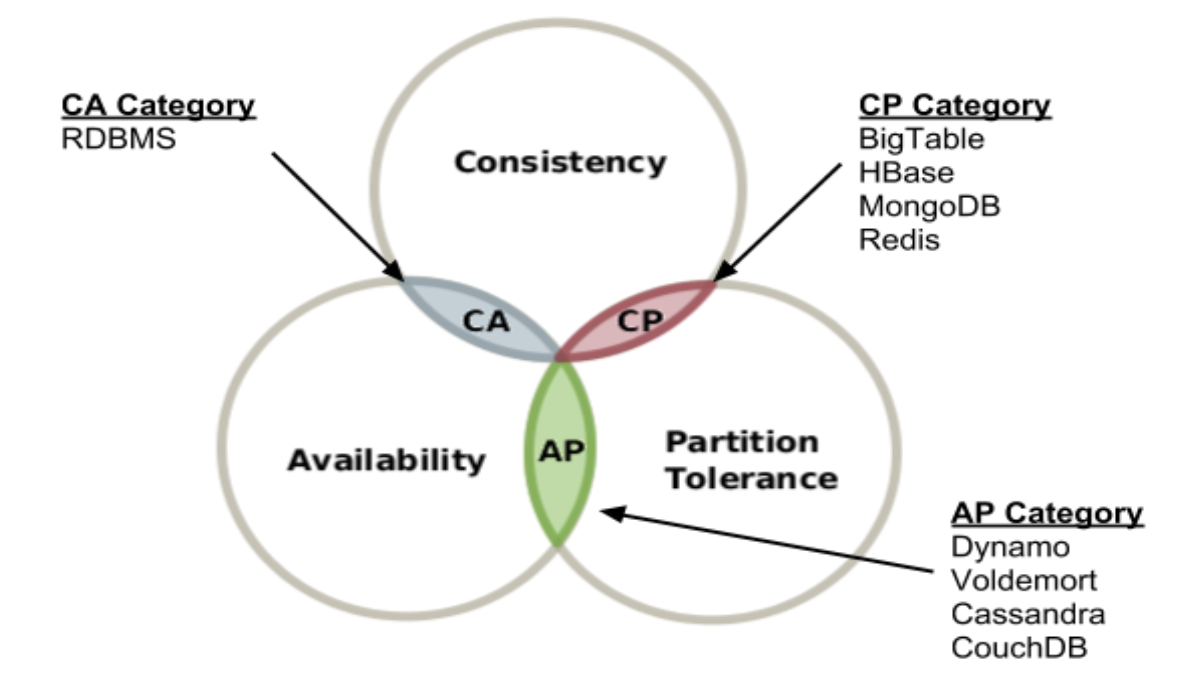 CA Category
RDBMS
Consistency
CP Category
BigTable
HBase
MongoDB
Redis
CA
CP
AP
Availability
Partition
Tolerance
AP Category
Dynamo
Voldemort
Cassandra
CouchDB